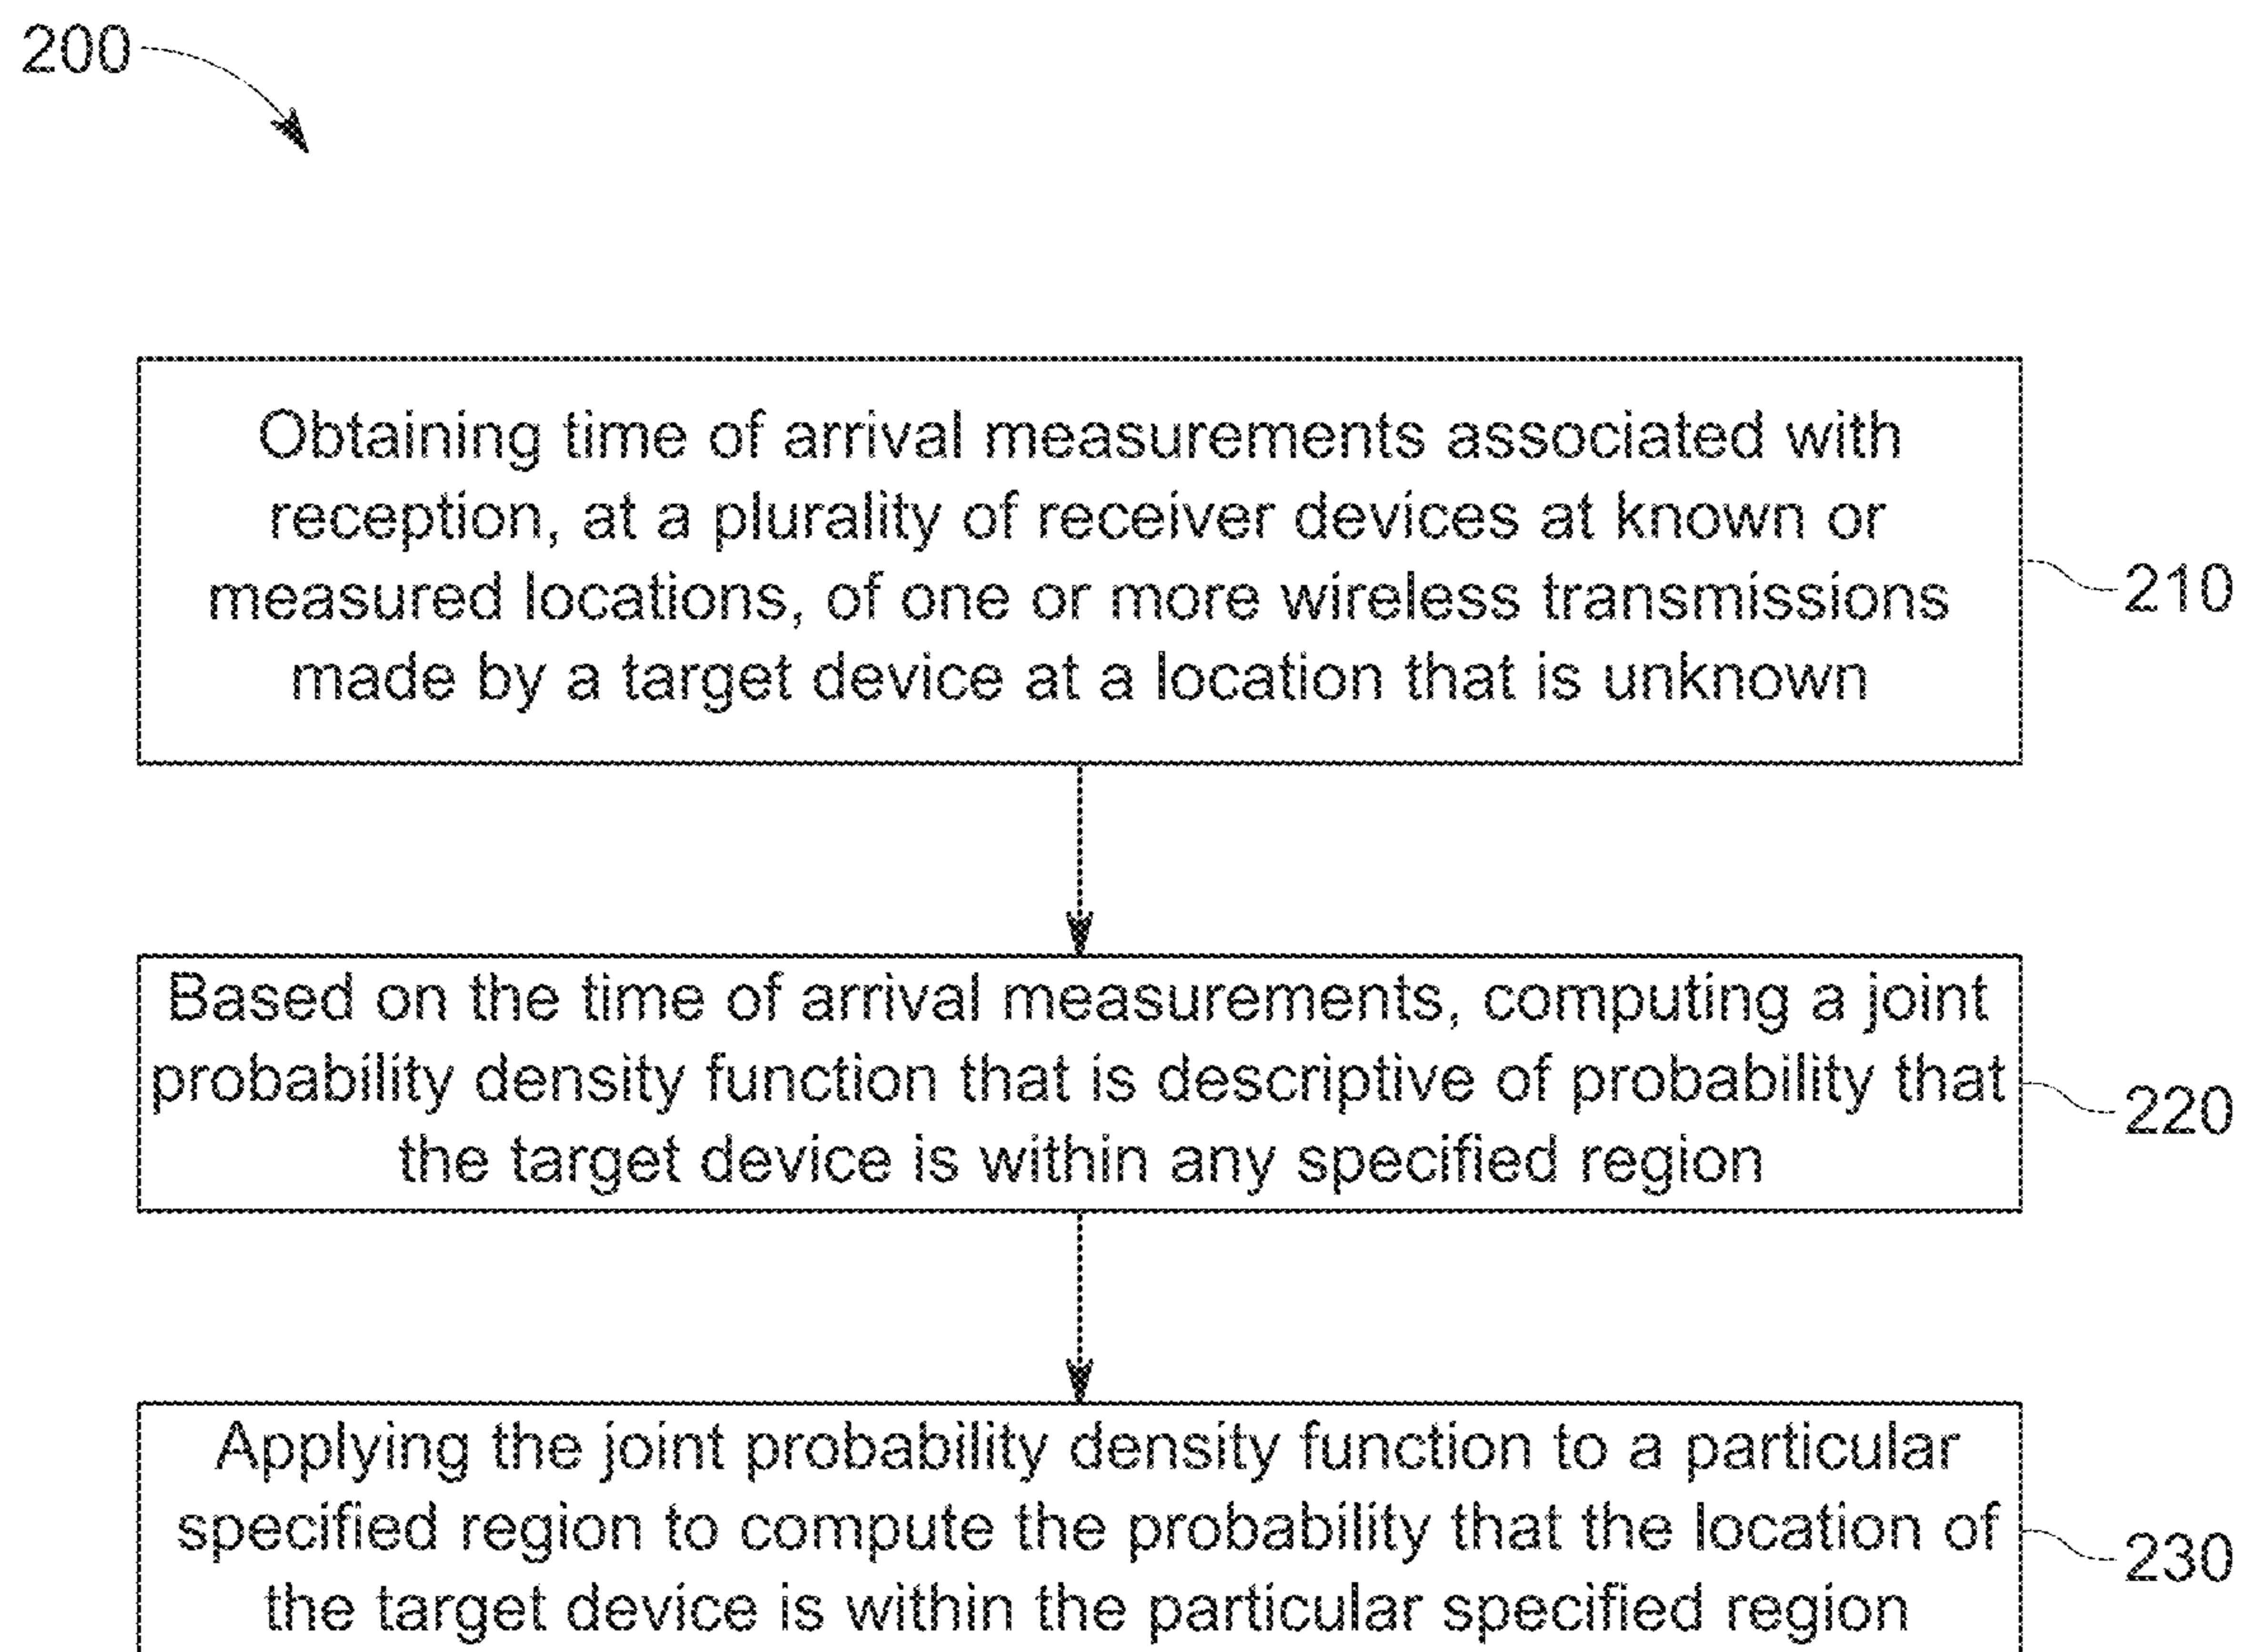 200
Obtaining time of arrival measurements associated with
reception, at a plurality of receiver devices at known or
measured locations, of one or more wireless transmissions
made by a target device at a location that is unknown
210
Based on the time of arrival measurements, computing a joint
probability density function that is descriptive of probability that
the target device is within any specified region
220
Applying the joint probability density function to a particular
specified region to compute the probability that the location of
the target device is within the particular specified region
230